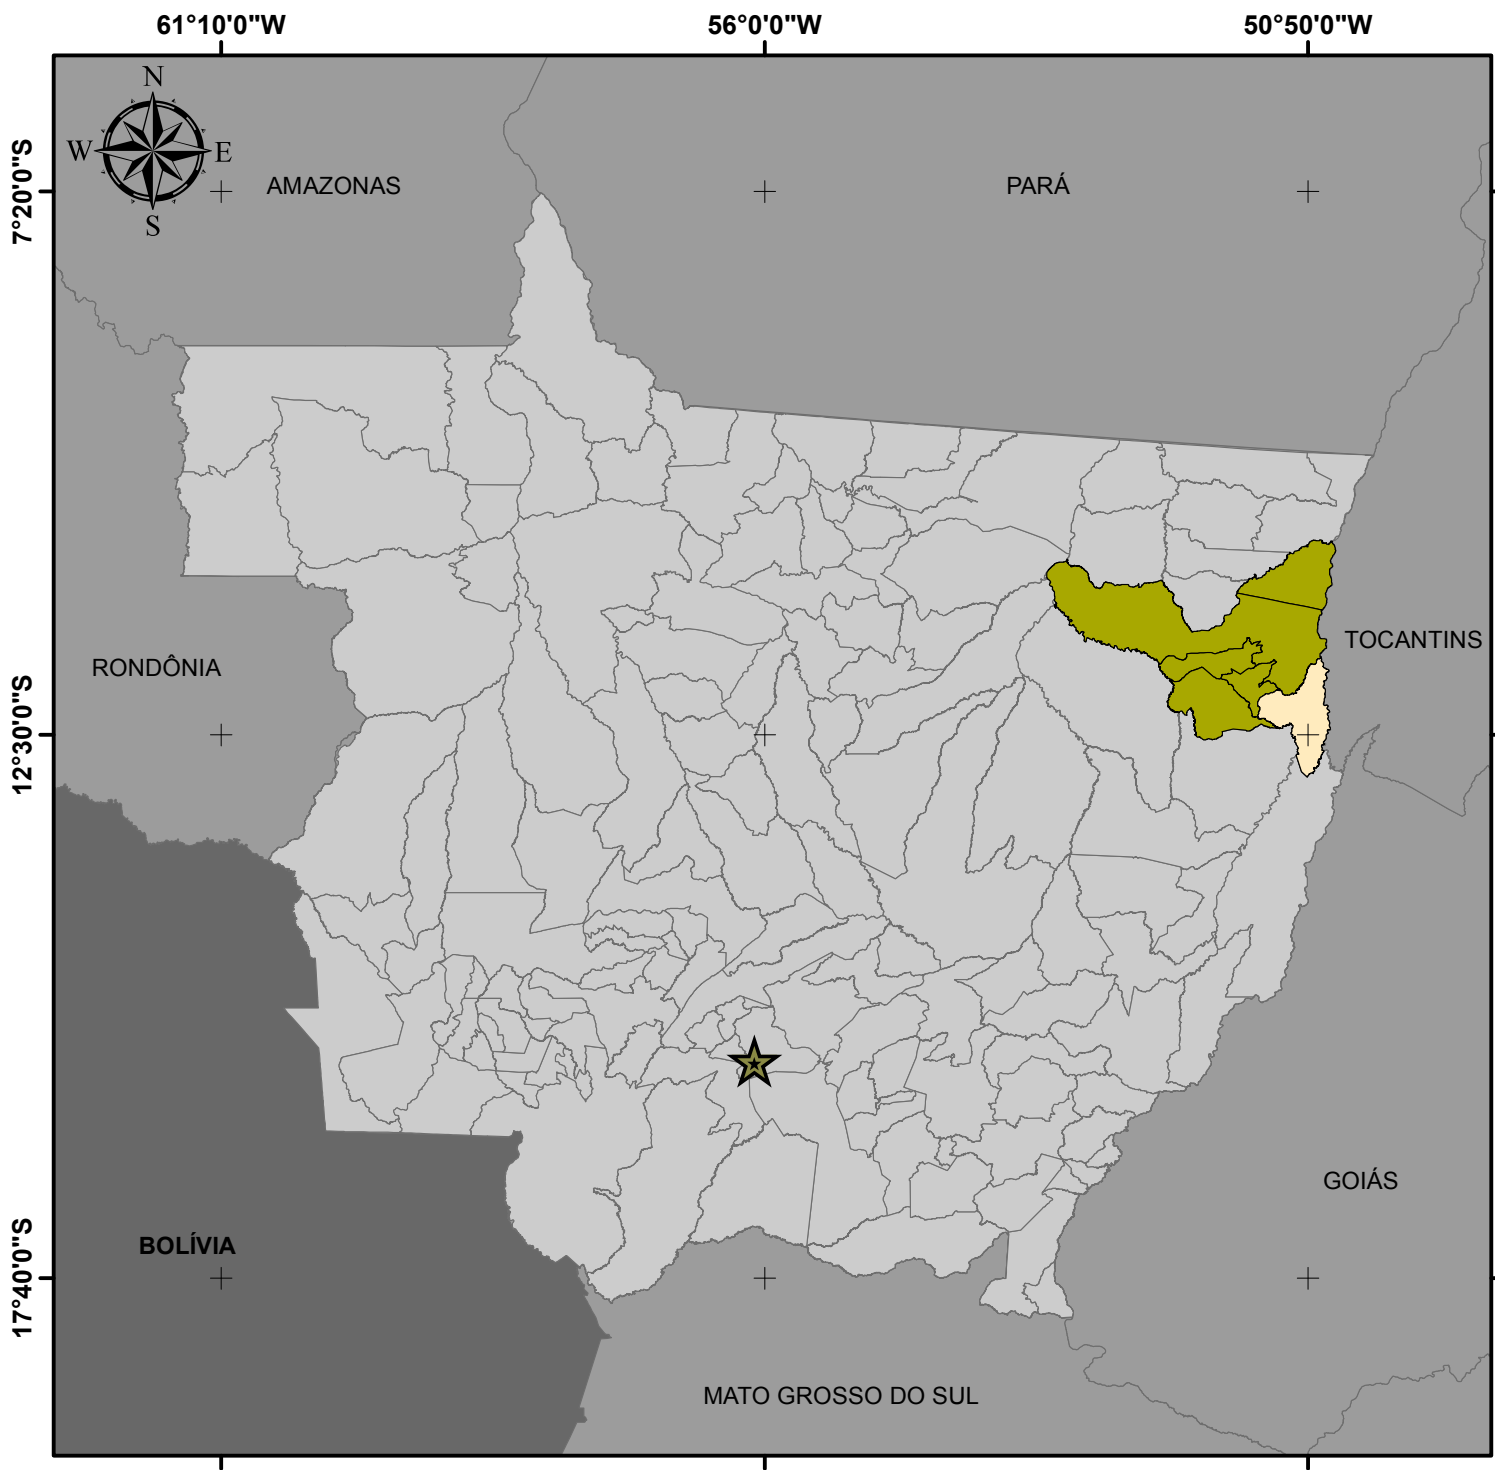 61°10'0"W 56°0'0"W 50°50'0"W
N
W E
S
7°20'0"S
AMAZONAS
PARÁ
RONDÔNIA
TOCANTINS
12°30'0"S
GOIÁS
BOLÍVIA
17°40'0"S
MATO GROSSO DO SUL